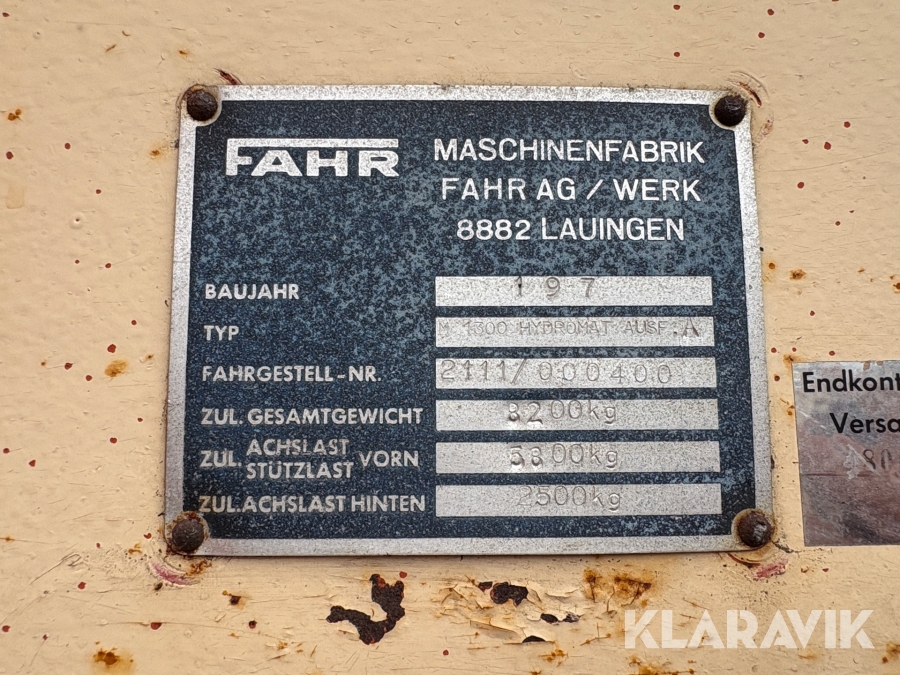 FAHR
MASCHINENFABRIK
FAHR AG / WERK
8882 LAUINGEN
BAUJAHR 197
TYP M 1300 HYDROMAT AUSF. A
FAHRGESTELL-NR. 2111/000400
ZUL. GESAMTGEWICHT 8200kg
ZUL. ACHSLAST STÜTZLAST VORN 5800kg
ZUL. ACHSLAST HINTEN 2500kg
Endkont
Versa
80
KLARAVIK